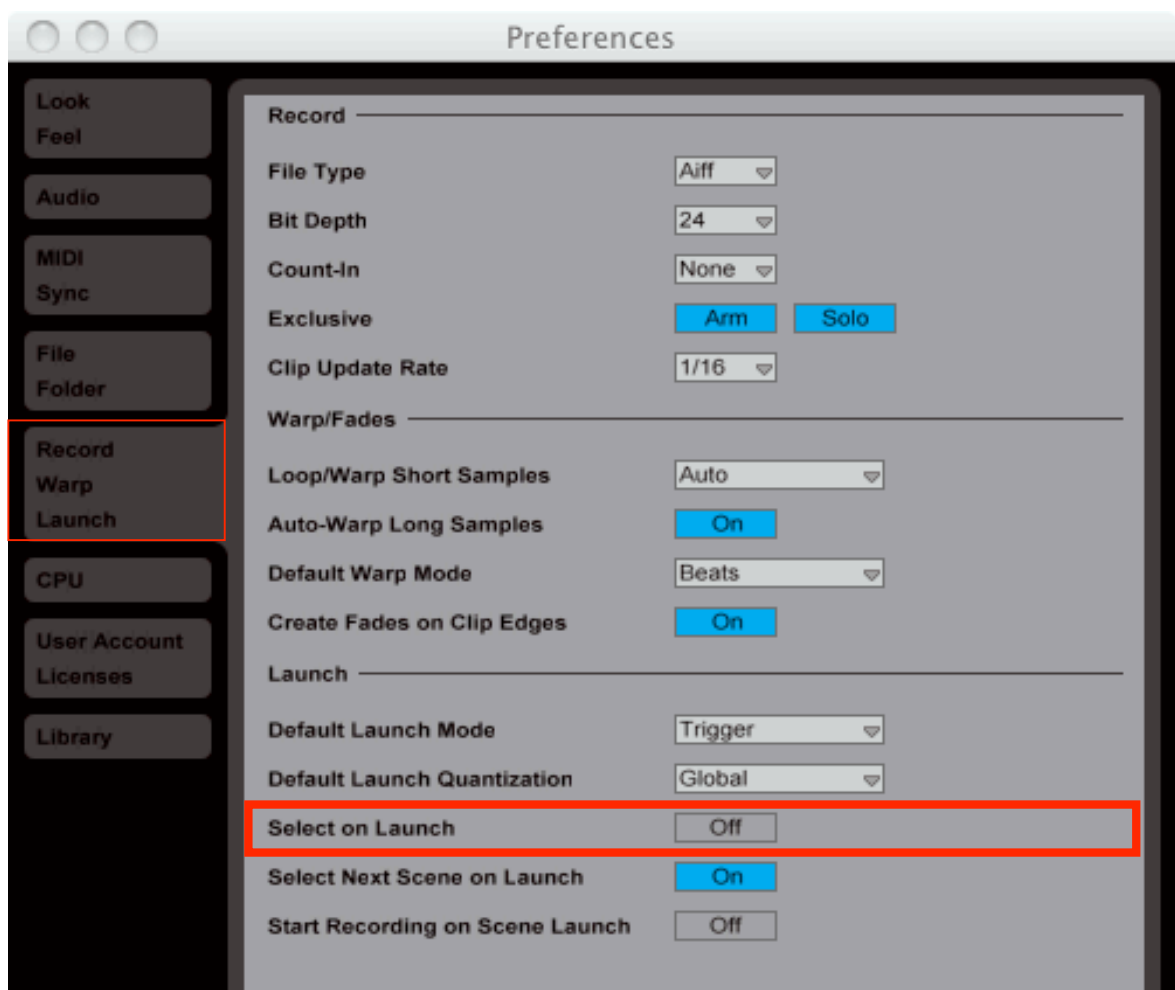 Preferences
Look
Feel
Audio
MIDI
Sync
File
Folder
Record
Warp
Launch
CPU
User Account
Licenses
Library
Record
File Type Aiff
Bit Depth 24
Count-In None
Exclusive Arm Solo
Clip Update Rate 1/16
Warp/Fades
Loop/Warp Short Samples Auto
Auto-Warp Long Samples On
Default Warp Mode Beats
Create Fades on Clip Edges On
Launch
Default Launch Mode Trigger
Default Launch Quantization Global
Select on Launch Off
Select Next Scene on Launch On
Start Recording on Scene Launch Off